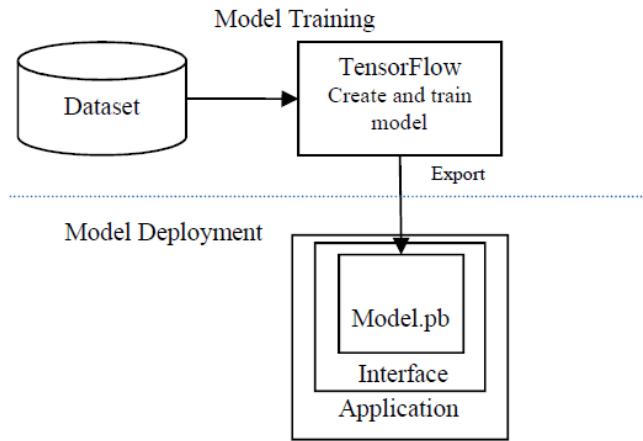 Model Training
TensorFlow
Create and train
model
Dataset
Export
Model Deployment
Model.pb
Interface
Application